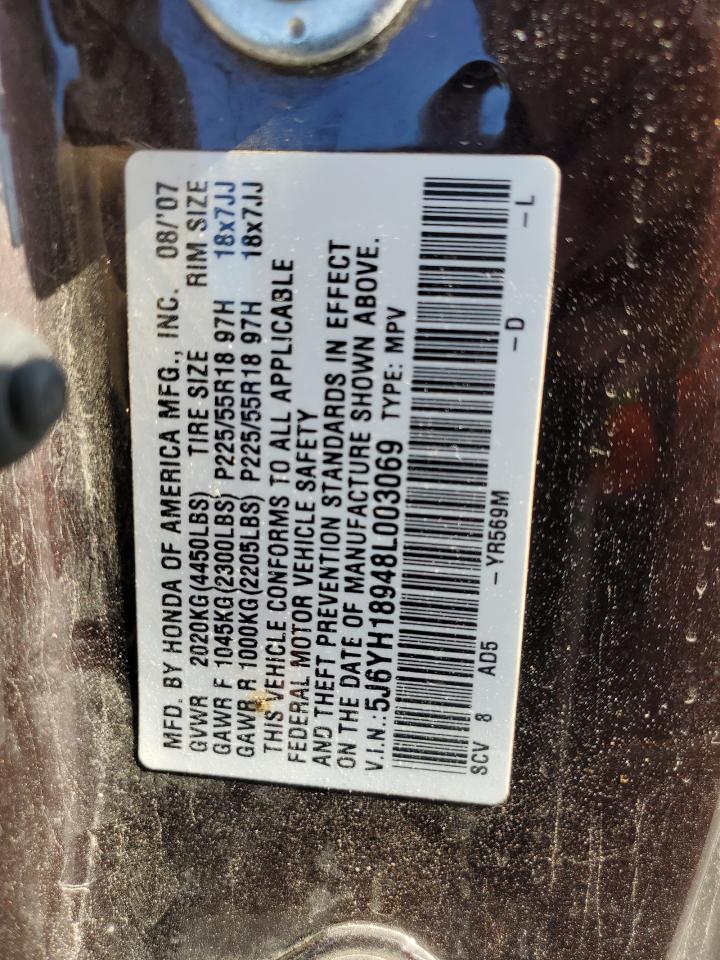 MFD. BY HONDA OF AMERICA MFG., INC. 08/'07
GVWR 2020KG(4450LBS) TIRE SIZE RIM SIZE
GAWR F 1045KG(2300LBS) P225/55R18 97H 18x7JJ
GAWR R 1000KG(2205LBS) P225/55R18 97H 18x7JJ
THIS VEHICLE CONFORMS TO ALL APPLICABLE
FEDERAL MOTOR VEHICLE SAFETY
AND THEFT PREVENTION STANDARDS IN EFFECT
ON THE DATE OF MANUFACTURE SHOWN ABOVE.
V.I.N.:5J6YH18948L003069 TYPE: MPV
SCV 8 AD5 -YR569M -D -L